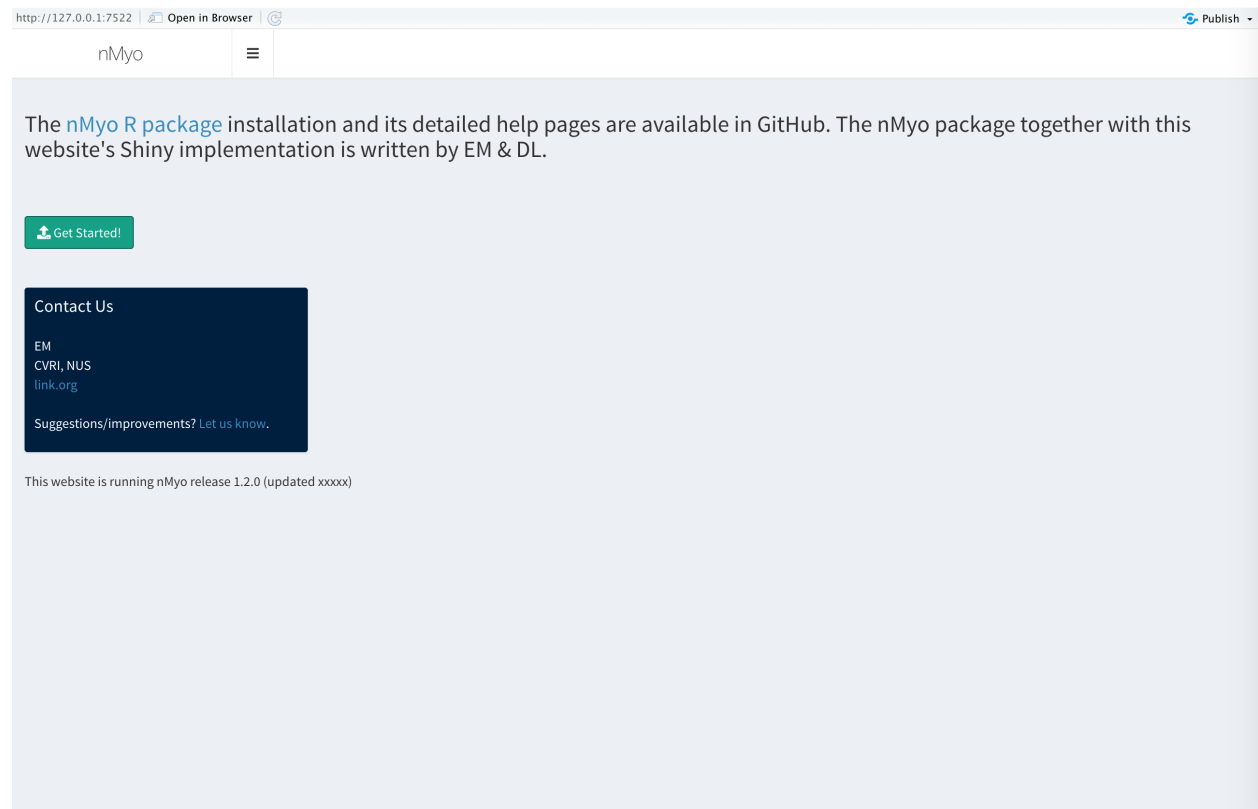 http://127.0.0.1:7522 Open in Browser Publish
nMyo
The nMyo R package installation and its detailed help pages are available in GitHub. The nMyo package together with this
website's Shiny implementation is written by EM & DL.
Get Started!
Contact Us
EM
CVRI, NUS
link.org
Suggestions/improvements? Let us know.
This website is running nMyo release 1.2.0 (updated xxxxx)